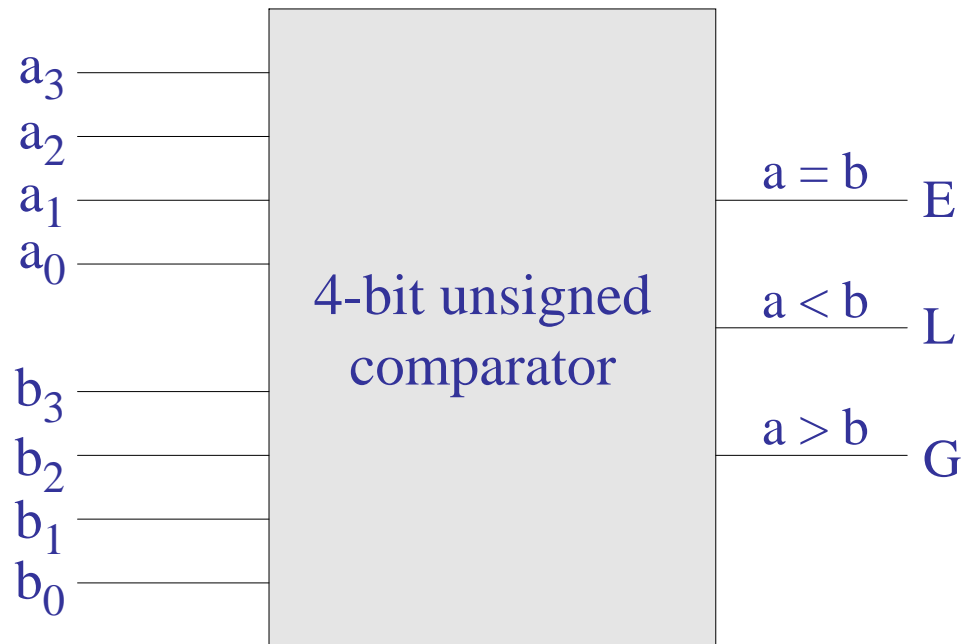 a3
a2
a1
a0
b3
b2
b1
b0
4-bit unsigned
comparator
a = b
E
a < b
L
a > b
G